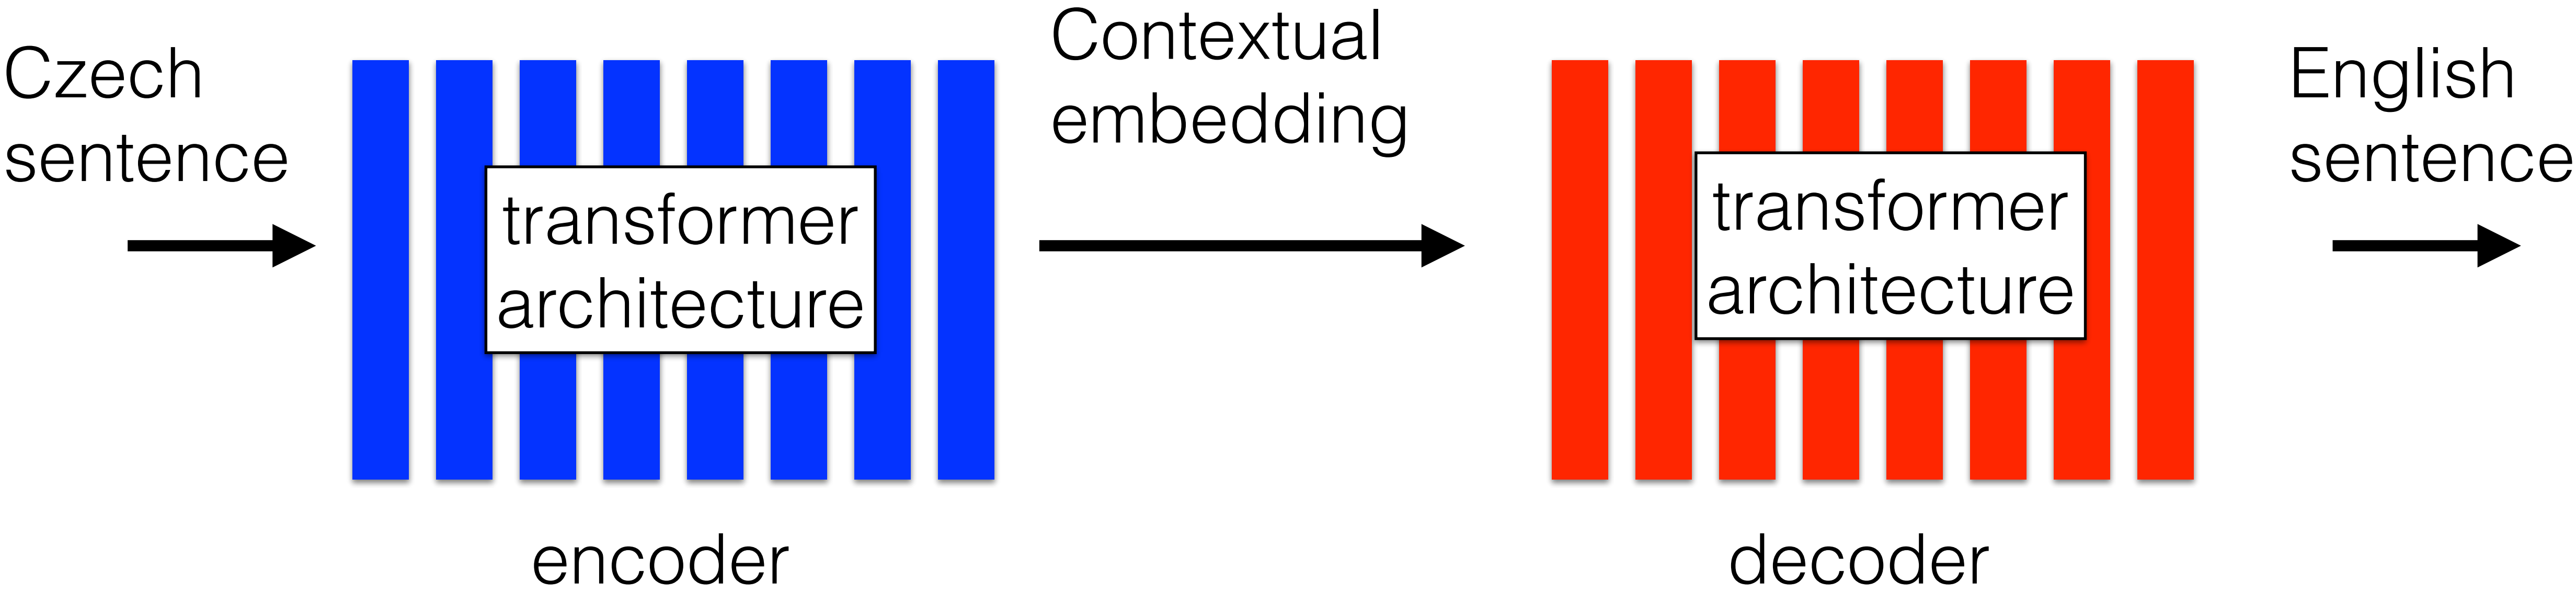 Czech
sentence
transformer
architecture
encoder
Contextual
embedding
transformer
architecture
decoder
English
sentence